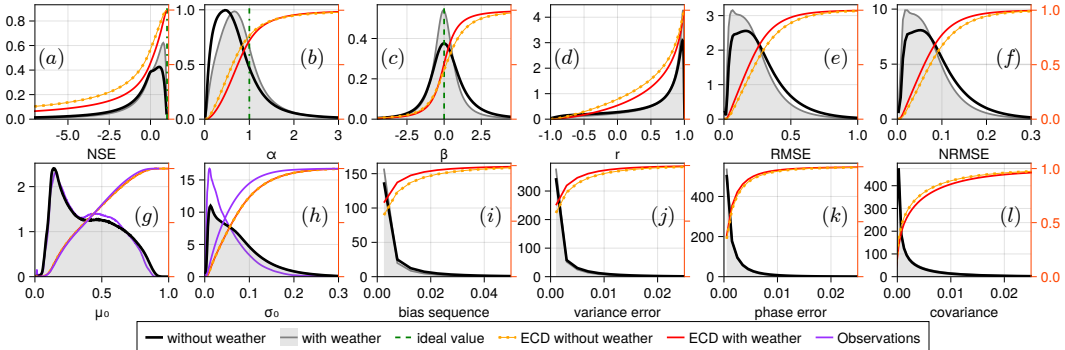 0.8
0.6
0.4
0.2
0.0
(a)
-5.0 -2.5 0.0
NSE
1.00
0.75
0.50
0.25
0.00
(b)
0 1 2 3
α
0.4
0.2
0.0
(c)
-2.5 0.0 2.5
β
4
3
2
1
0
(d)
-1.0 -0.5 0.0 0.5 1.0
r
3
2
1
0
(e)
0.0 0.5 1.0
RMSE
10
5
0
(f)
0.0 0.1 0.2 0.3
NRMSE
1.0
0.5
0.0
2
1
0
(g)
0.0 0.5 1.0
μ₀
15
10
5
0
(h)
0.0 0.1 0.2 0.3
σ₀
150
100
50
0
(i)
0.00 0.02 0.04
bias sequence
300
200
100
0
(j)
0.00 0.01 0.02
variance error
500
400
300
200
100
0
(k)
0.00 0.01 0.02
phase error
400
300
200
100
0
(l)
0.00 0.01 0.02
covariance
1.0
0.5
0.0
without weather with weather ideal value ECD without weather ECD with weather Observations